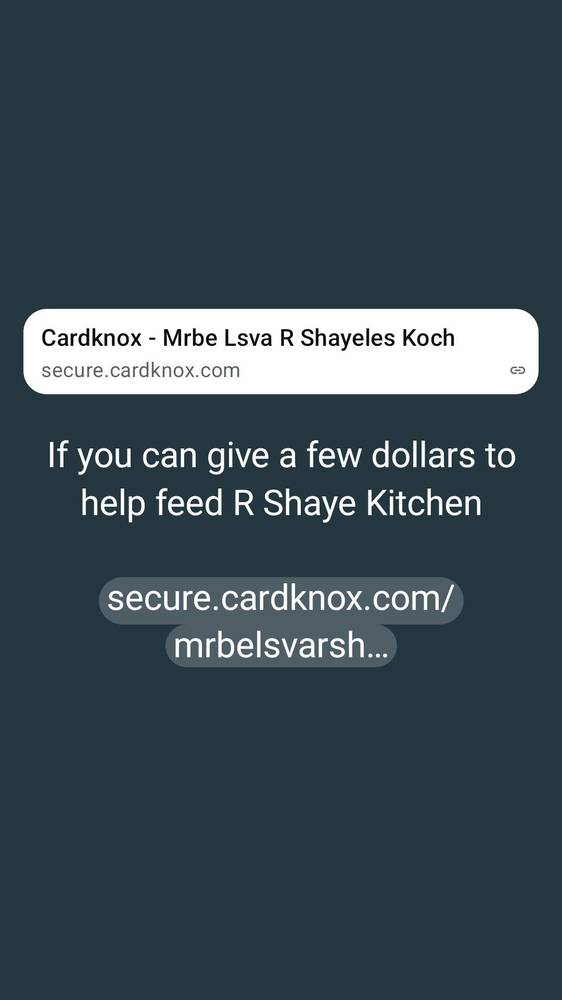 Cardknox - Mrbe Lsva R Shayeles Koch
secure.cardknox.com
If you can give a few dollars to
help feed R Shaye Kitchen
secure.cardknox.com/
mrbelsvarsh...